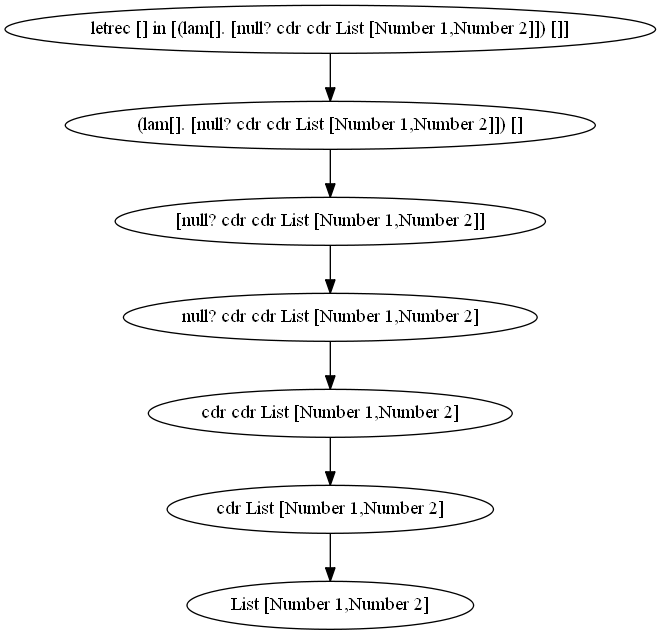 letrec [] in [(lam[]. [null? cdr cdr List [Number 1,Number 2]]) []]
(lam[]. [null? cdr cdr List [Number 1,Number 2]]) []
[null? cdr cdr List [Number 1,Number 2]]
null? cdr cdr List [Number 1,Number 2]
cdr cdr List [Number 1,Number 2]
cdr List [Number 1,Number 2]
List [Number 1,Number 2]